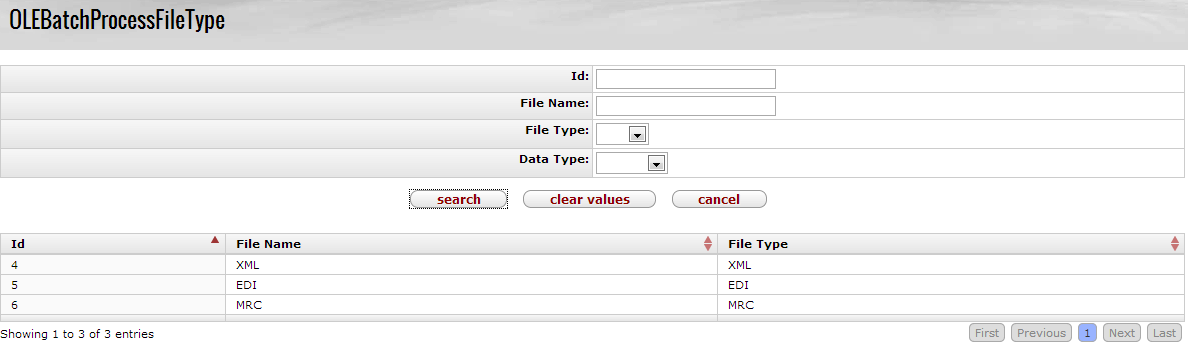 OLEBatchProcessFileType
Id:
File Name:
File Type:
Data Type:
search clear values cancel
Id File Name File Type
4 XML XML
5 EDI EDI
6 MRC MRC
Showing 1 to 3 of 3 entries First Previous 1 Next Last